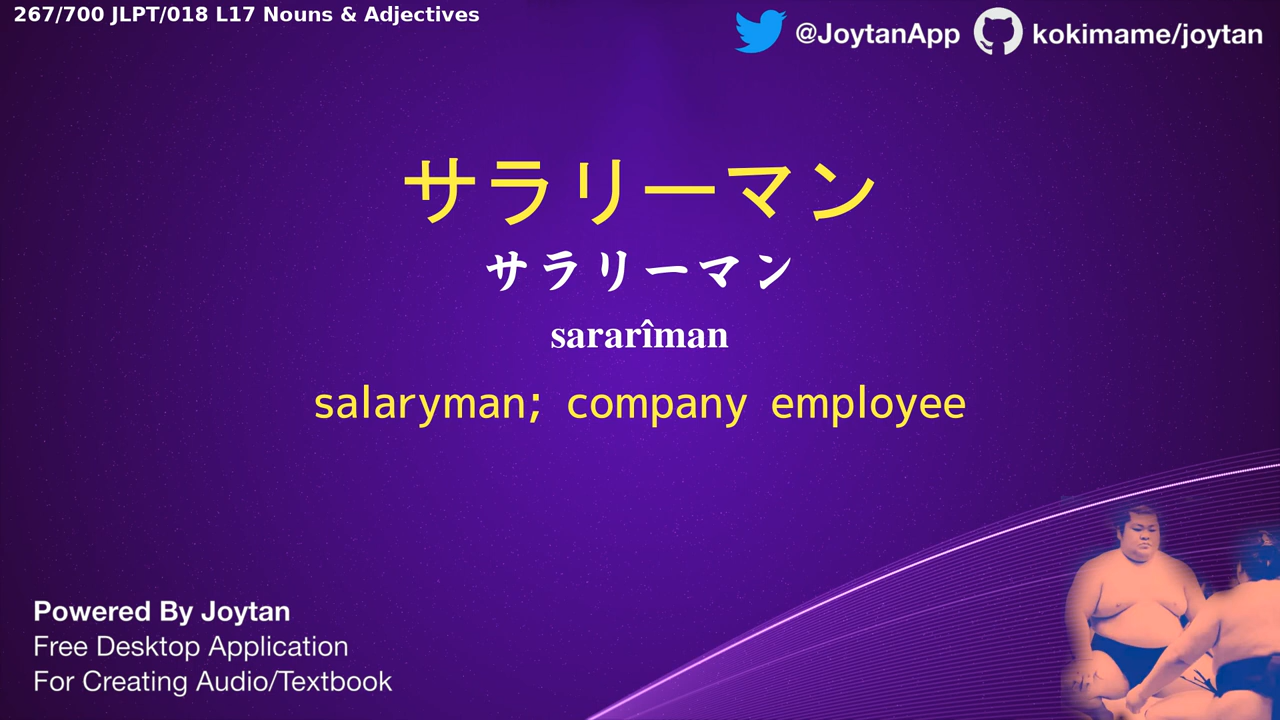 267/700 JLPT/018 L17 Nouns & Adjectives
@JoytanApp kokimame/joytan
サラリーマン
サラリーマン
sararîman
salaryman; company employee
Powered By Joytan
Free Desktop Application
For Creating Audio/Textbook